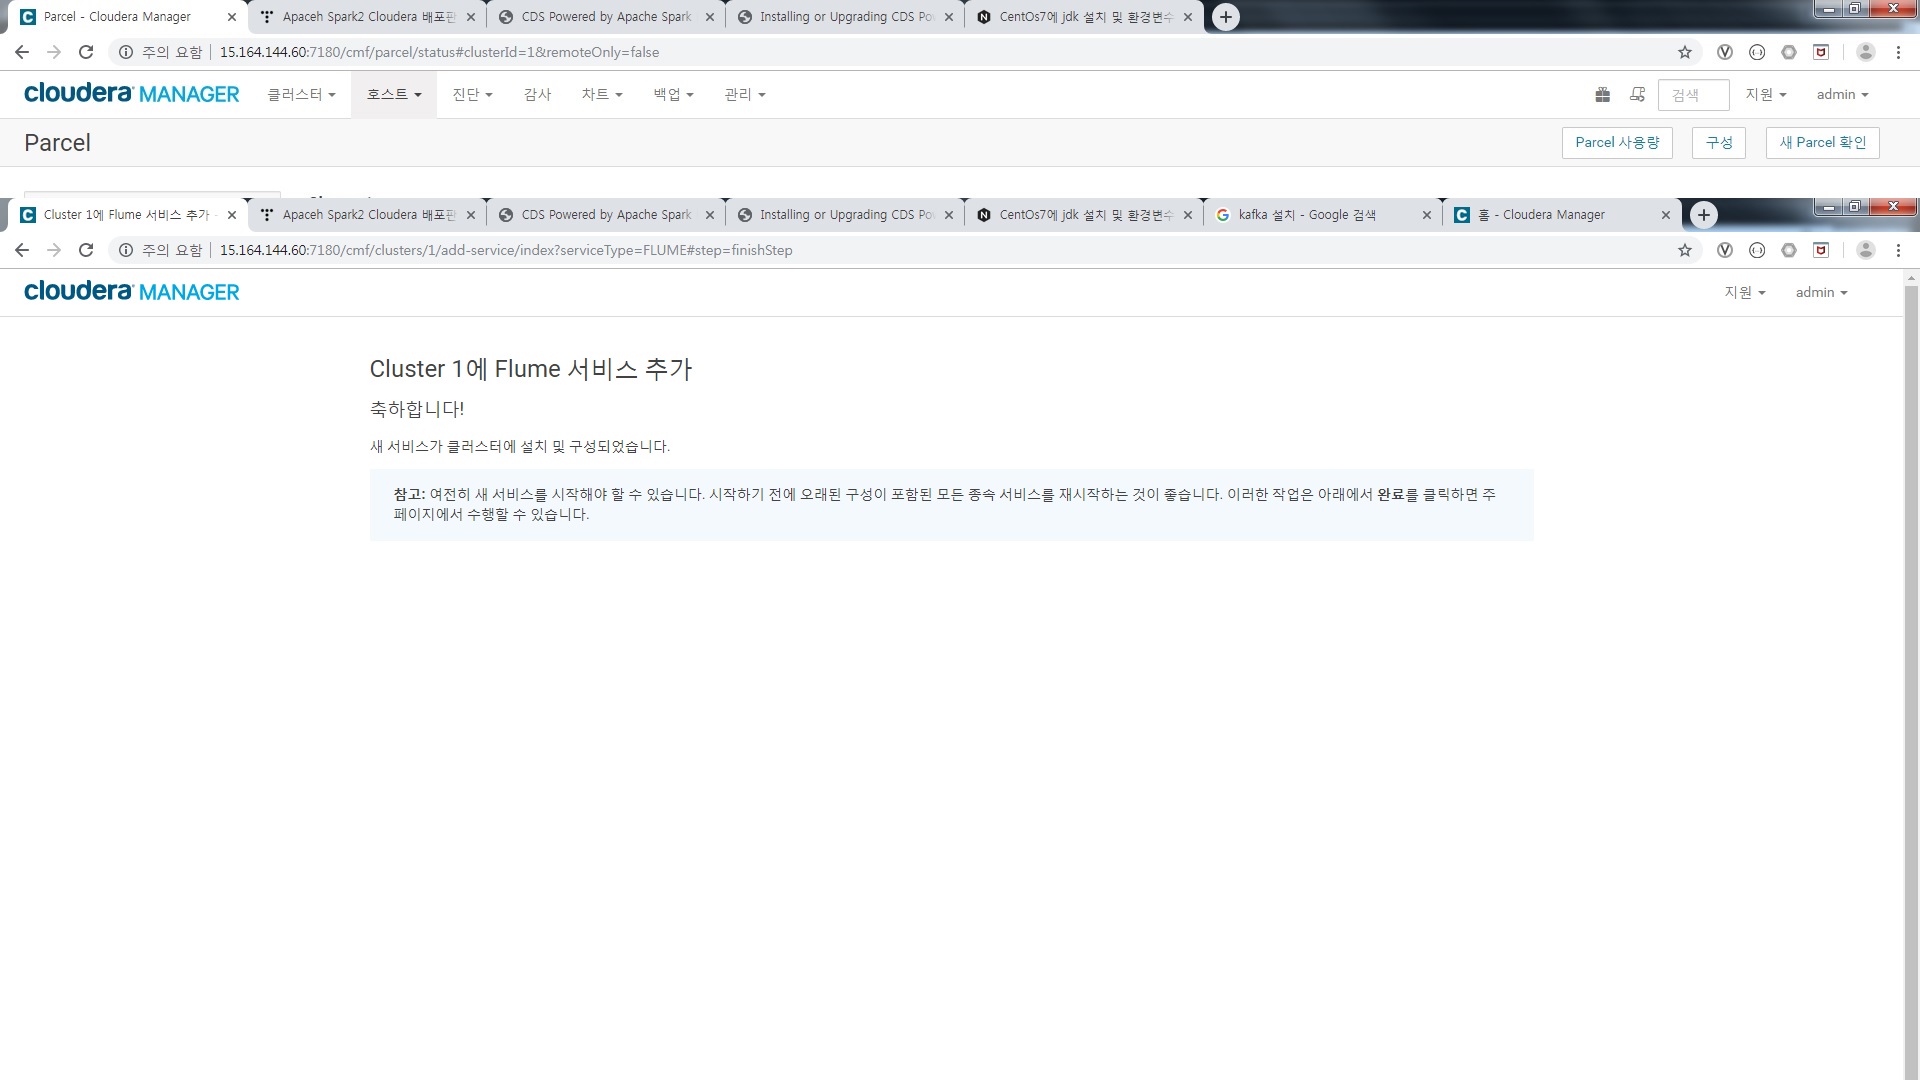 Parcel - Cloudera Manager
Apaceh Spark2 Cloudera 배포판
CDS Powered by Apache Spark
Installing or Upgrading CDS Po
CentOs7에 jdk 설치 및 환경변수
주의 요함 15.164.144.60:7180/cmf/parcel/status#clusterId=1&remoteOnly=false
cloudera MANAGER 클러스터 호스트 진단 감사 차트 백업 관리 검색 지원 admin
Parcel Parcel 사용량 구성 새 Parcel 확인
Cluster 1에 Flume 서비스 추가 -
Apaceh Spark2 Cloudera 배포판
CDS Powered by Apache Spark
Installing or Upgrading CDS Po
CentOs7에 jdk 설치 및 환경변수
kafka 설치 - Google 검색
홈 - Cloudera Manager
주의 요함 15.164.144.60:7180/cmf/clusters/1/add-service/index?serviceType=FLUME#step=finishStep
cloudera MANAGER 지원 admin
Cluster 1에 Flume 서비스 추가
축하합니다!
새 서비스가 클러스터에 설치 및 구성되었습니다.
참고: 여전히 새 서비스를 시작해야 할 수 있습니다. 시작하기 전에 오래된 구성이 포함된 모든 종속 서비스를 재시작하는 것이 좋습니다. 이러한 작업은 아래에서 완료를 클릭하면 주
페이지에서 수행할 수 있습니다.